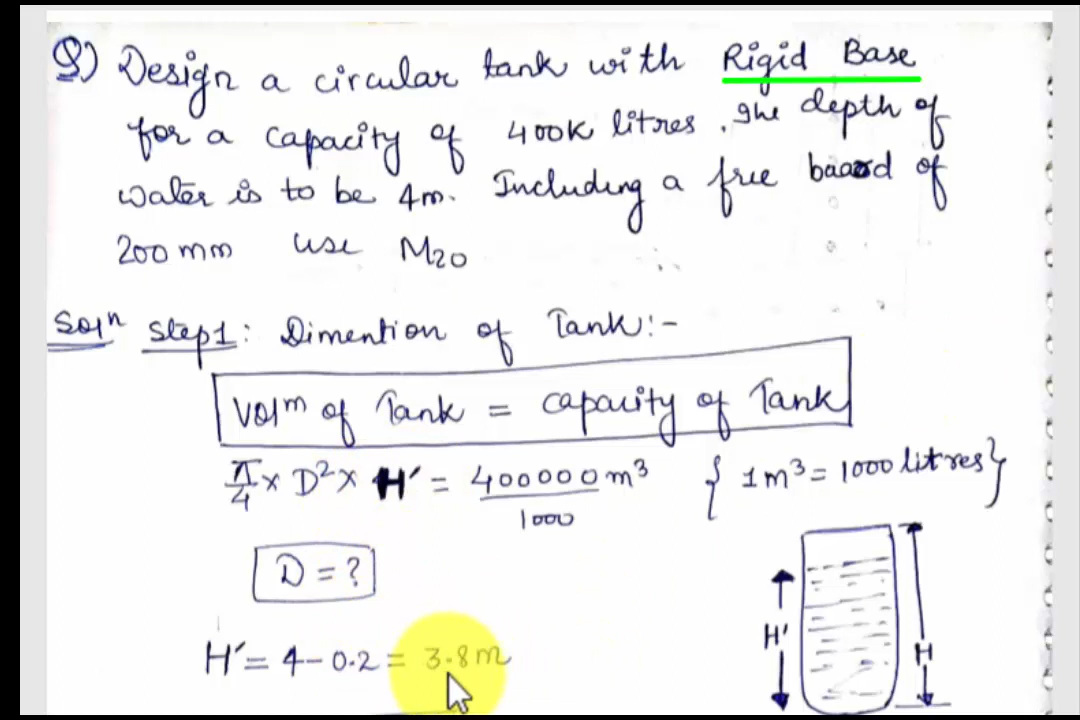 Q) Design a circular tank with Rigid Base
for a capacity of 400K litres. The depth of
water is to be 4m. Including a free baord of
200 mm use M20
Solⁿ Step1: Dimention of Tank:-
Volᵐ of Tank = capacity of Tank
π/4 x D² x H' = 400000/1000 m³ { 1m³ = 1000 litres}
D = ?
H' = 4 - 0.2 = 3.8m
H'
H